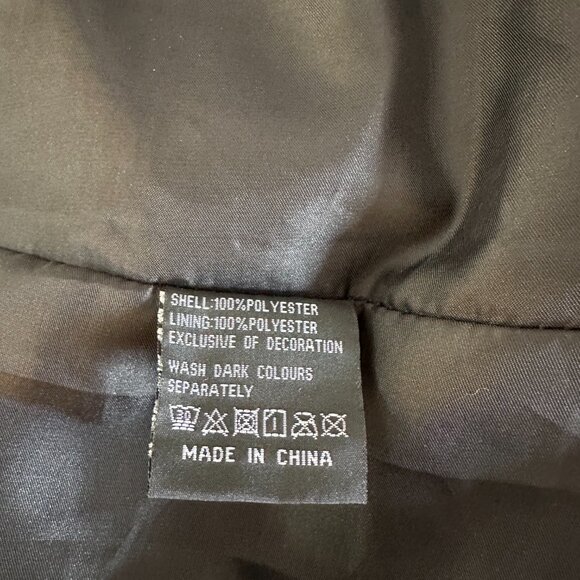 SHELL:100%POLYESTER
LINING:100%POLYESTER
EXCLUSIVE OF DECORATION
WASH DARK COLOURS
SEPARATELY
30
MADE IN CHINA